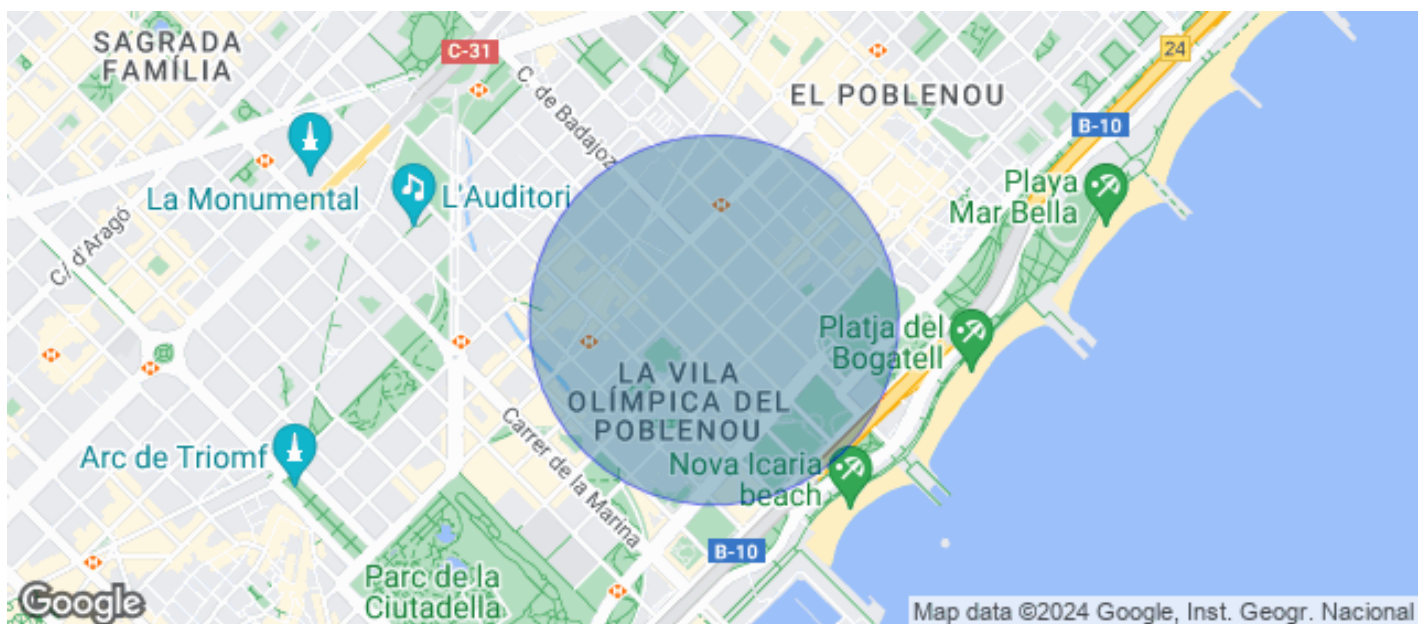 SAGRADA
FAMÍLIA
C-31
24
C. de Badajoz
EL POBLENOU
B-10
La Monumental
L'Auditori
Playa
Mar Bella
C/ d'Aragó
Platja del
Bogatell
LA VILA
OLÍMPICA DEL
POBLENOU
Carrer de la Marina
Arc de Triomf
Nova Icaria
beach
B-10
Parc de la
Ciutadella
Google
Map data ©2024 Google, Inst. Geogr. Nacional